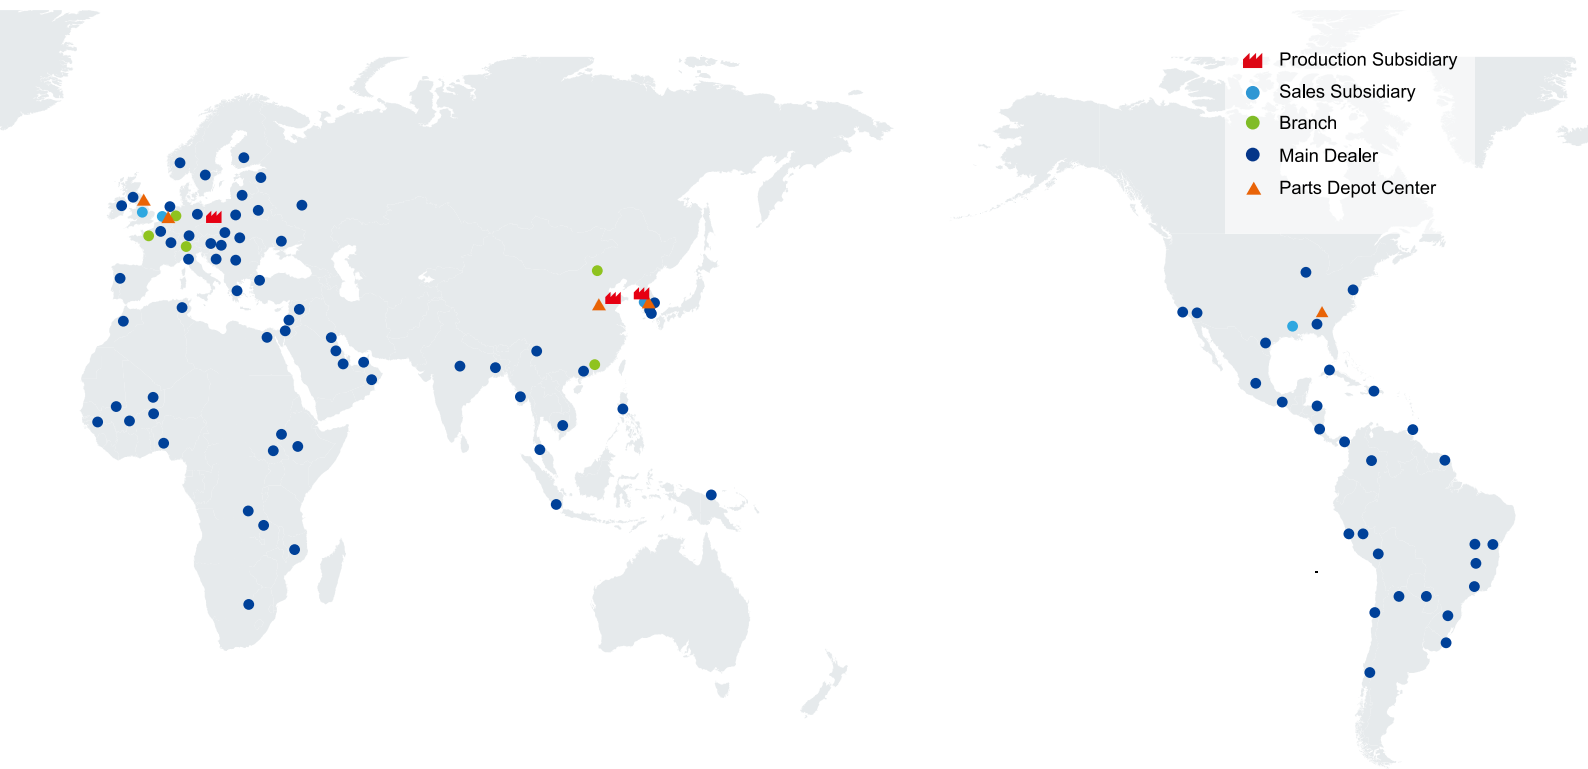 Production Subsidiary
Sales Subsidiary
Branch
Main Dealer
Parts Depot Center